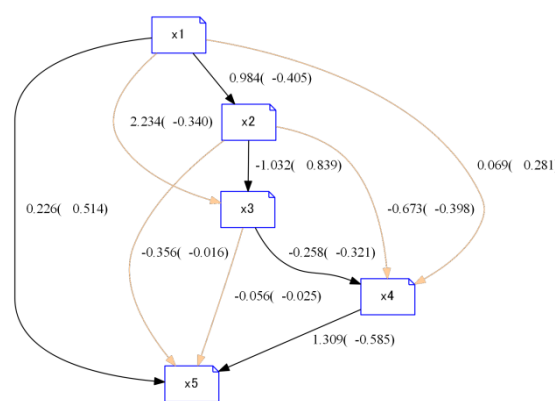 x1
0.984( -0.405)
2.234( -0.340)
x2
-1.032( 0.839)
0.069( 0.281
0.226( 0.514)
x3
-0.673( -0.398)
-0.356( -0.016)
-0.258( -0.321)
-0.056( -0.025)
x4
1.309( -0.585)
x5